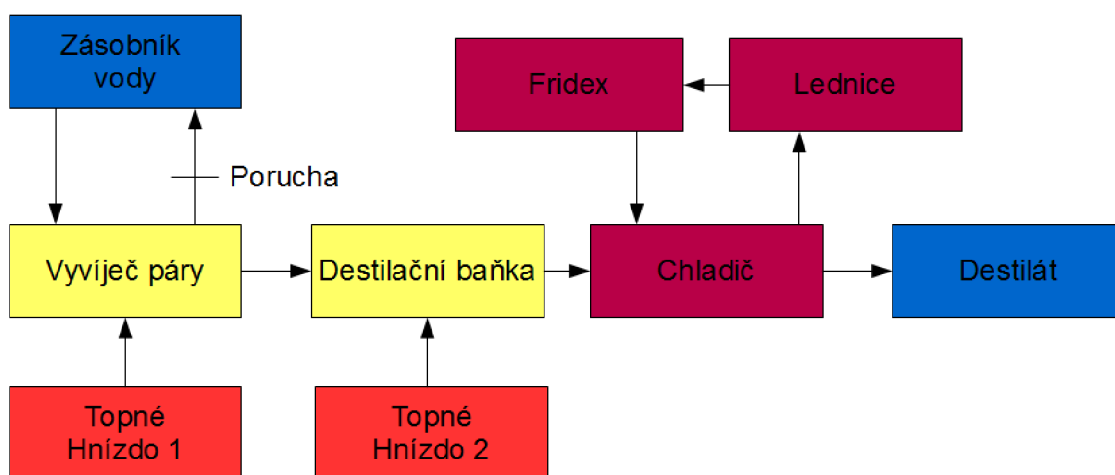 Zásobník
vody
Fridex
Lednice
Porucha
Vyvíječ páry
Destilační baňka
Chladič
Destilát
Topné
Hnízdo 1
Topné
Hnízdo 2